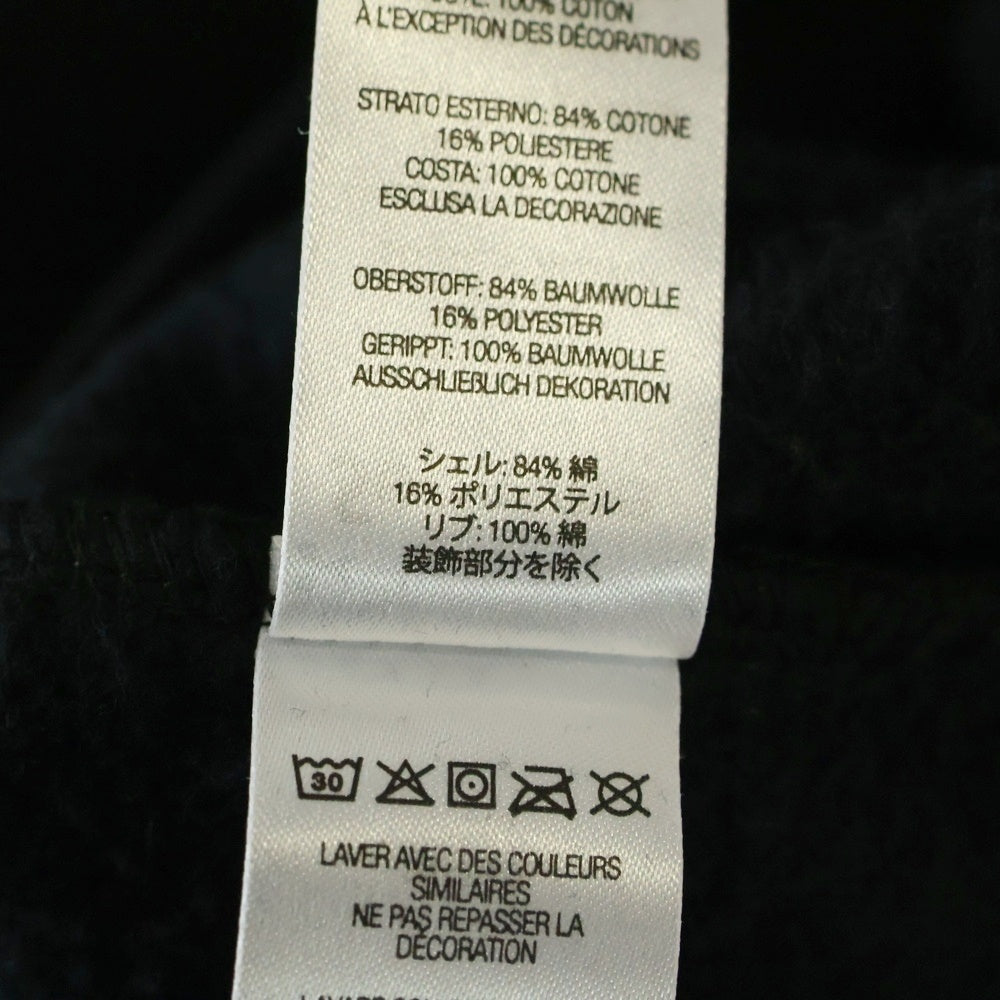 100% COTON
À L'EXCEPTION DES DÉCORATIONS
STRATO ESTERNO: 84% COTONE
16% POLIESTERE
COSTA: 100% COTONE
ESCLUSA LA DECORAZIONE
OBERSTOFF: 84% BAUMWOLLE
16% POLYESTER
GERIPPT: 100% BAUMWOLLE
AUSSCHLIEßLICH DEKORATION
シェル: 84% 綿
16% ポリエステル
リブ: 100% 綿
装飾部分を除く
30
LAVER AVEC DES COULEURS
SIMILAIRES
NE PAS REPASSER LA
DÉCORATION